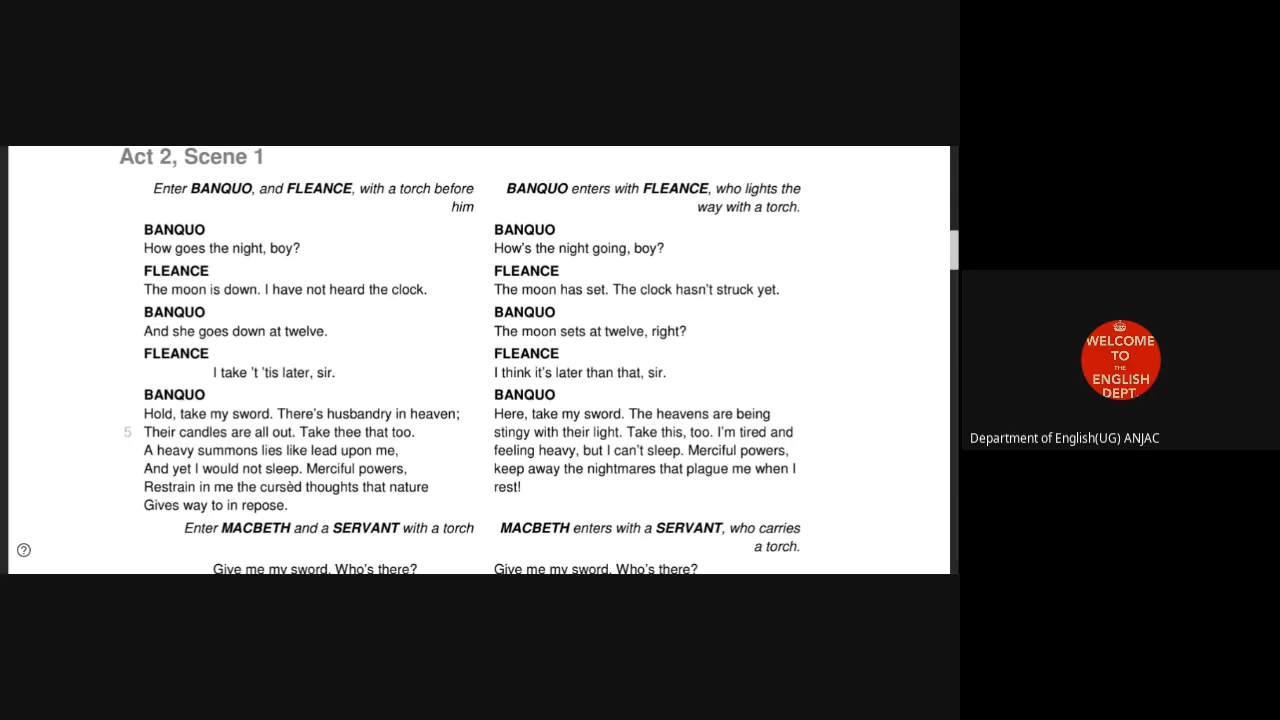 Act 2, Scene 1
Enter BANQUO, and FLEANCE, with a torch before
him
BANQUO
How goes the night, boy?
FLEANCE
The moon is down. I have not heard the clock.
BANQUO
And she goes down at twelve.
FLEANCE
I take 't 'tis later, sir.
BANQUO
Hold, take my sword. There's husbandry in heaven;
5 Their candles are all out. Take thee that too.
A heavy summons lies like lead upon me,
And yet I would not sleep. Merciful powers,
Restrain in me the cursèd thoughts that nature
Gives way to in repose.
Enter MACBETH and a SERVANT with a torch
Give me my sword. Who's there?
BANQUO enters with FLEANCE, who lights the
way with a torch.
BANQUO
How's the night going, boy?
FLEANCE
The moon has set. The clock hasn't struck yet.
BANQUO
The moon sets at twelve, right?
FLEANCE
I think it's later than that, sir.
BANQUO
Here, take my sword. The heavens are being
stingy with their light. Take this, too. I'm tired and
feeling heavy, but I can't sleep. Merciful powers,
keep away the nightmares that plague me when I
rest!
MACBETH enters with a SERVANT, who carries
a torch.
Give me my sword. Who's there?
?
WELCOME
TO
THE
ENGLISH
DEPT.
Department of English(UG) ANJAC